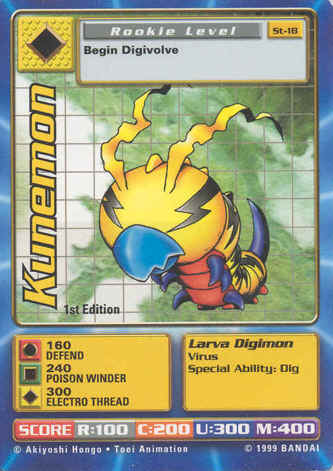 Rookie Level
St-18
Begin Digivolve
Kunemon
1st Edition
160
DEFEND
240
POISON WINDER
300
ELECTRO THREAD
Larva Digimon
Virus
Special Ability: Dig
SCORE R:100 C:200 U:300 M:400
© Akiyoshi Hongo • Toei Animation © 1999 BANDAI